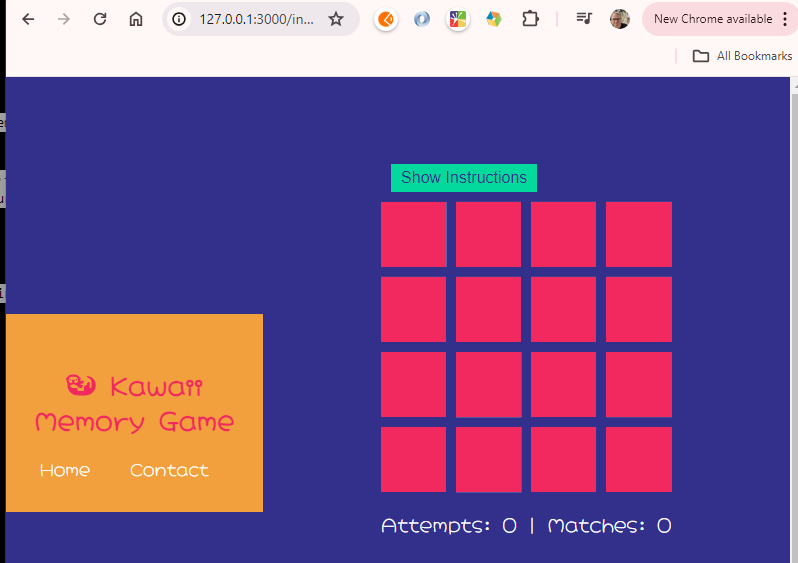 127.0.0.1:3000/in...
New Chrome available
All Bookmarks
Show Instructions
Kawaii
Memory Game
Home Contact
Attempts: 0 | Matches: 0